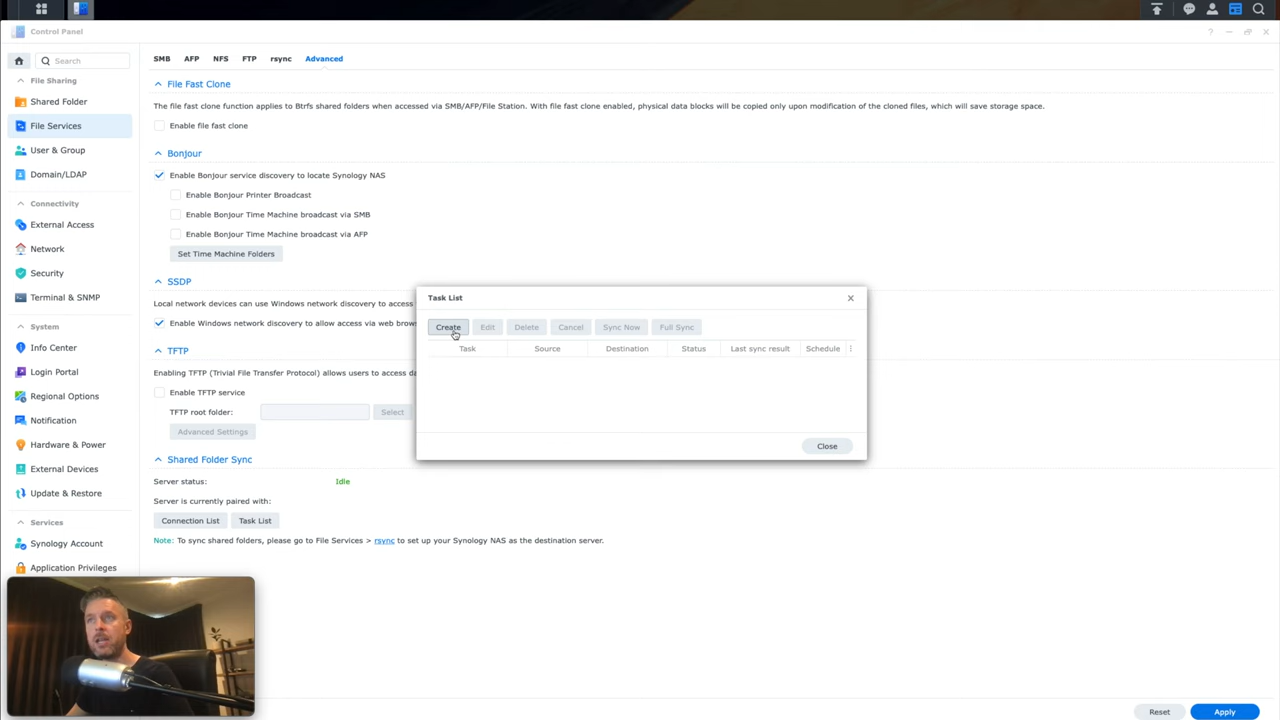 Control Panel
Search
File Sharing
Shared Folder
File Services
User & Group
Domain/LDAP
Connectivity
External Access
Network
Security
Terminal & SNMP
System
Info Center
Login Portal
Regional Options
Notification
Hardware & Power
External Devices
Update & Restore
Services
Synology Account
Application Privileges
SMB AFP NFS FTP rsync Advanced
File Fast Clone
The file fast clone function applies to Btrfs shared folders when accessed via SMB/AFP/File Station. With file fast clone enabled, physical data blocks will be copied only upon modification of the cloned files, which will save storage space.
Enable file fast clone
Bonjour
Enable Bonjour service discovery to locate Synology NAS
Enable Bonjour Printer Broadcast
Enable Bonjour Time Machine broadcast via SMB
Enable Bonjour Time Machine broadcast via AFP
Set Time Machine Folders
SSDP
Local network devices can use Windows network discovery to access
Enable Windows network discovery to allow access via web brows
TFTP
Enabling TFTP (Trivial File Transfer Protocol) allows users to access da
Enable TFTP service
TFTP root folder: Select
Advanced Settings
Shared Folder Sync
Server status: Idle
Server is currently paired with:
Connection List Task List
Note: To sync shared folders, please go to File Services > rsync to set up your Synology NAS as the destination server.
Task List
Create Edit Delete Cancel Sync Now Full Sync
Task Source Destination Status Last sync result Schedule
Close
Reset Apply